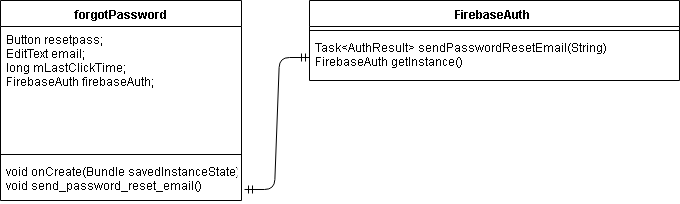 forgotPassword
Button resetpass;
EditText email;
long mLastClickTime;
FirebaseAuth firebaseAuth;
void onCreate(Bundle savedInstanceState)
void send_password_reset_email()
FirebaseAuth
Task<AuthResult> sendPasswordResetEmail(String)
FirebaseAuth getInstance()